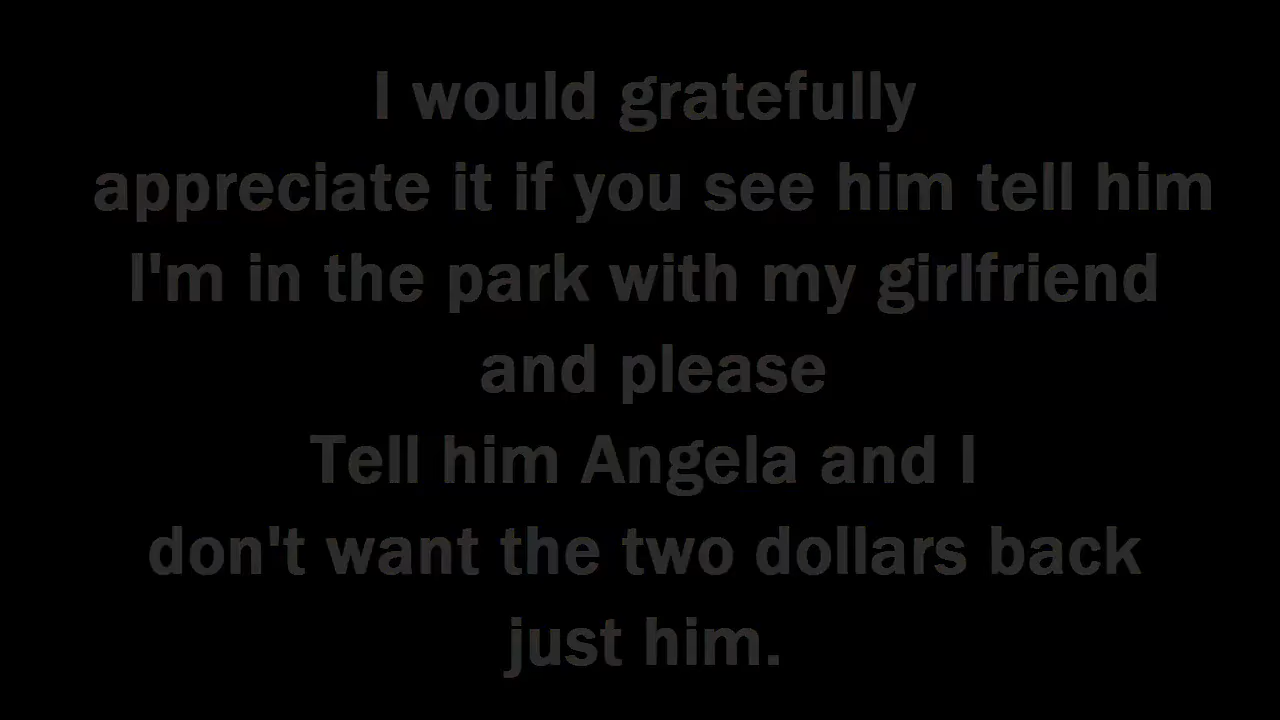 I would gratefully
appreciate it if you see him tell him
I'm in the park with my girlfriend
and please
Tell him Angela and I
don't want the two dollars back
just him.